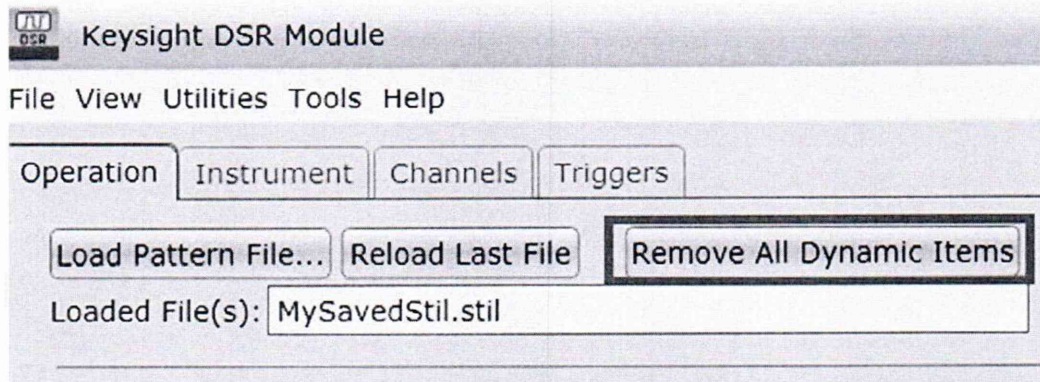 DSR
Keysight DSR Module
File View Utilities Tools Help
Operation Instrument Channels Triggers
Load Pattern File... Reload Last File Remove All Dynamic Items
Loaded File(s): MySavedStil.stil